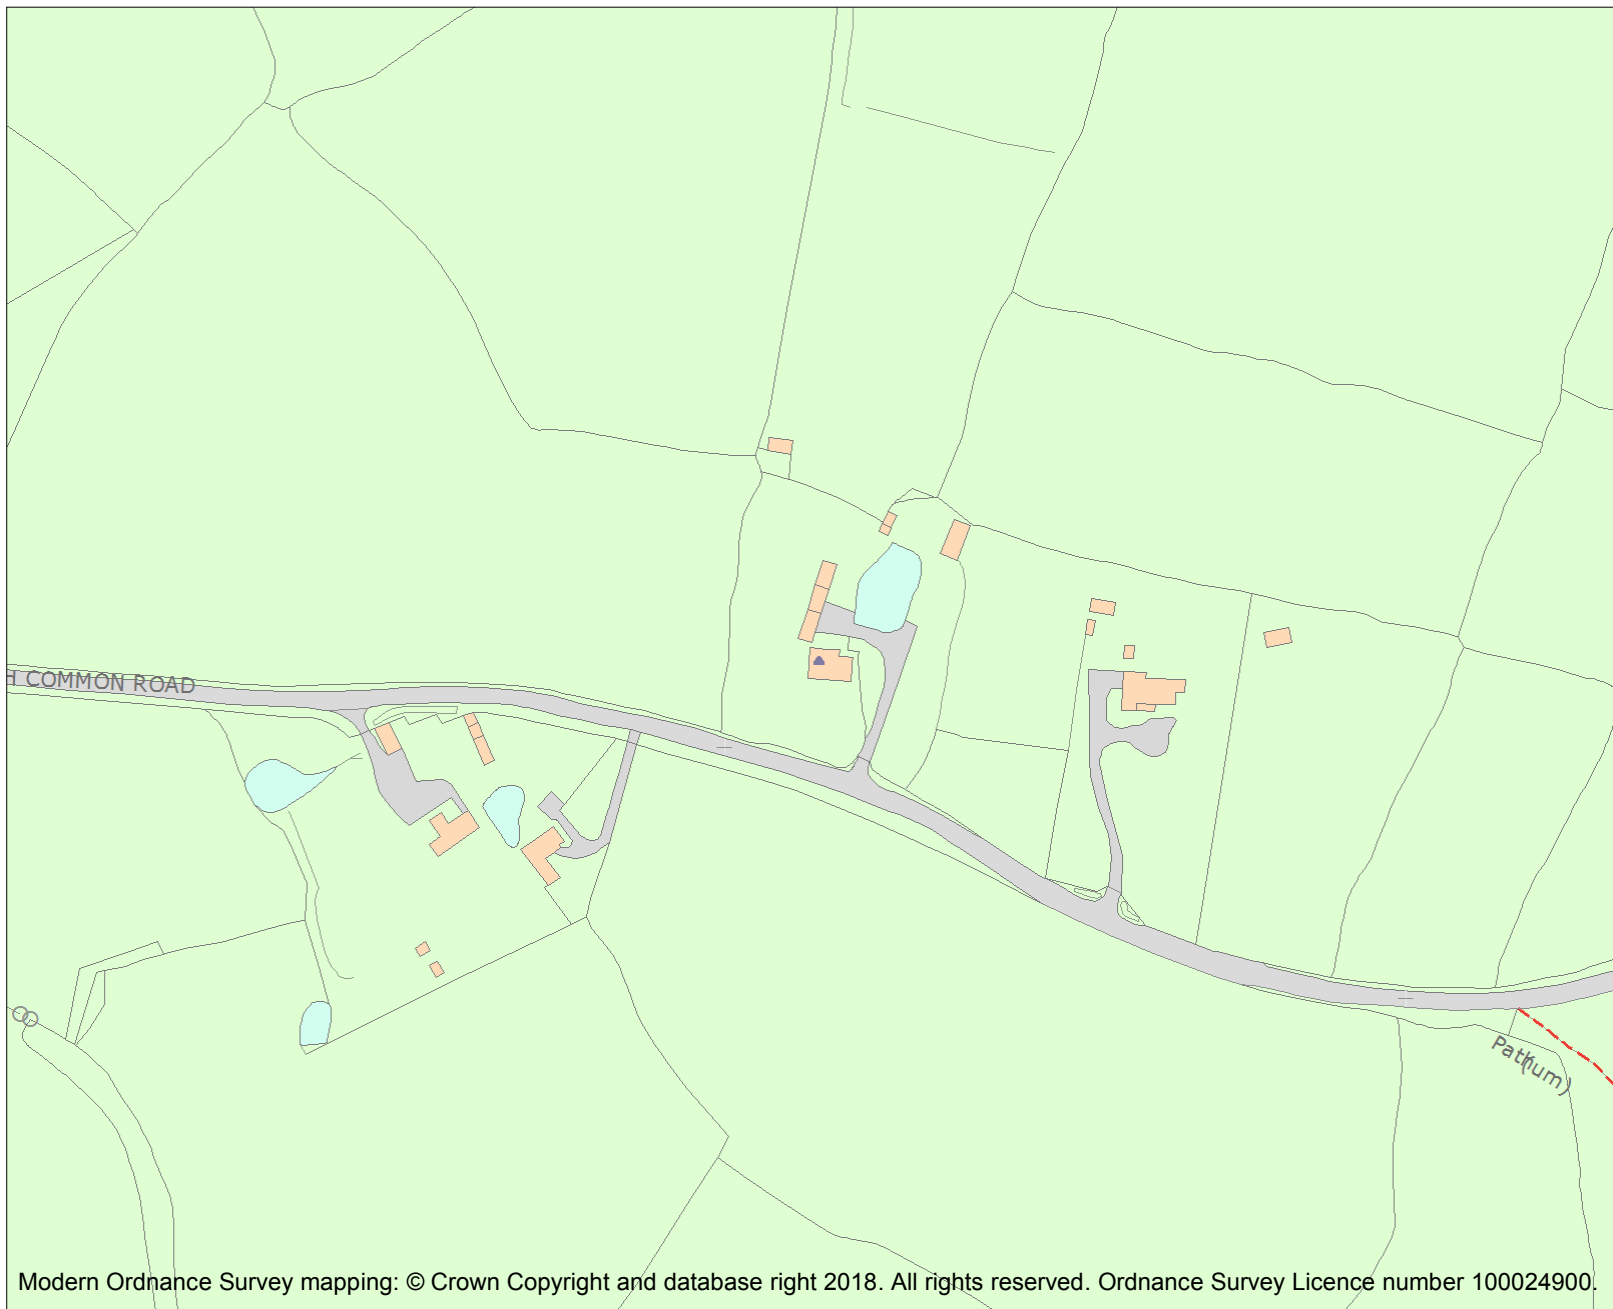 H COMMON ROAD
Path (um)
Modern Ordnance Survey mapping: © Crown Copyright and database right 2018. All rights reserved. Ordnance Survey Licence number 100024900.